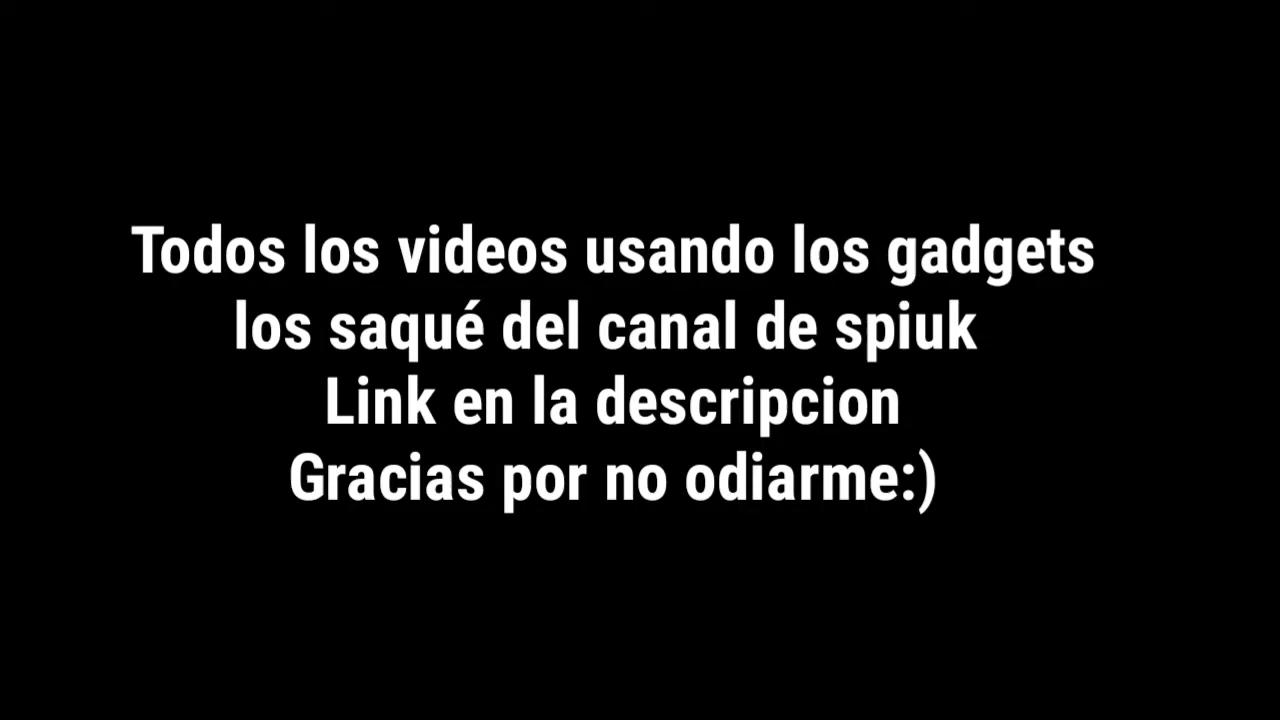 Todos los videos usando los gadgets
los saqué del canal de spiuk
Link en la descripcion
Gracias por no odiarme:)